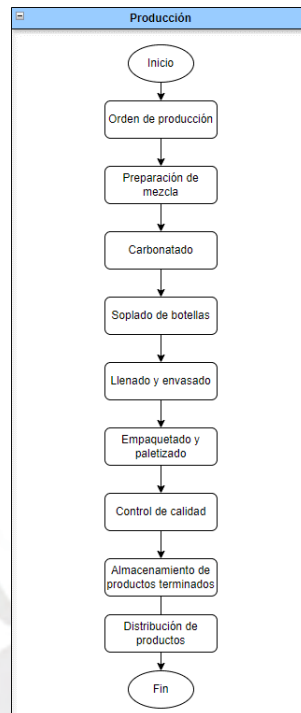 Producción
Inicio
Orden de producción
Preparación de
mezcla
Carbonatado
Soplado de botellas
Llenado y envasado
Empaquetado y
paletizado
Control de calidad
Almacenamiento de
productos terminados
Distribución de
productos
Fin